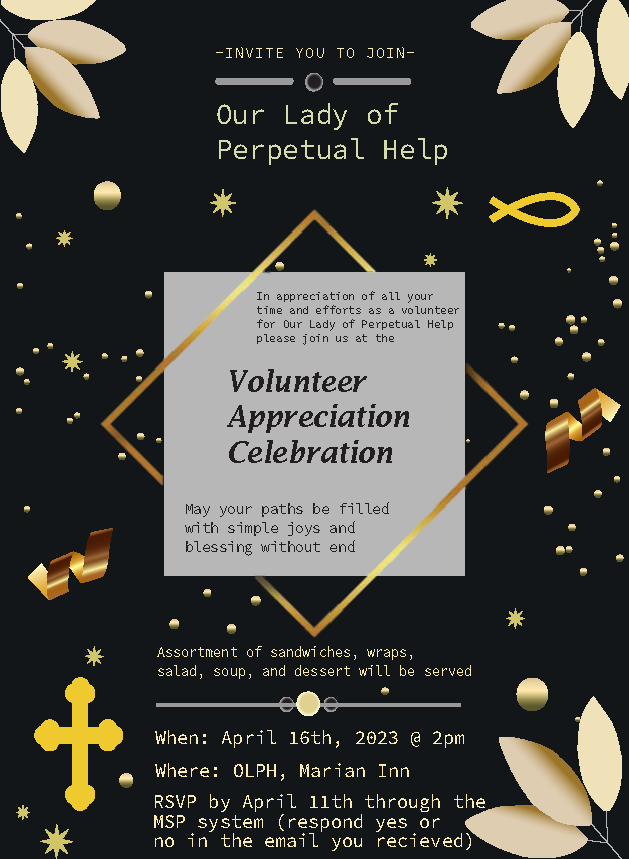 -INVITE YOU TO JOIN-
Our Lady of
Perpetual Help
In appreciation of all your
time and efforts as a volunteer
for Our Lady of Perpetual Help
please join us at the
Volunteer
Appreciation
Celebration
May your paths be filled
with simple joys and
blessing without end
Assortment of sandwiches, wraps,
salad, soup, and dessert will be served
When: April 16th, 2023 @ 2pm
Where: OLPH, Marian Inn
RSVP by April 11th through the
MSP system (respond yes or
no in the email you recieved)